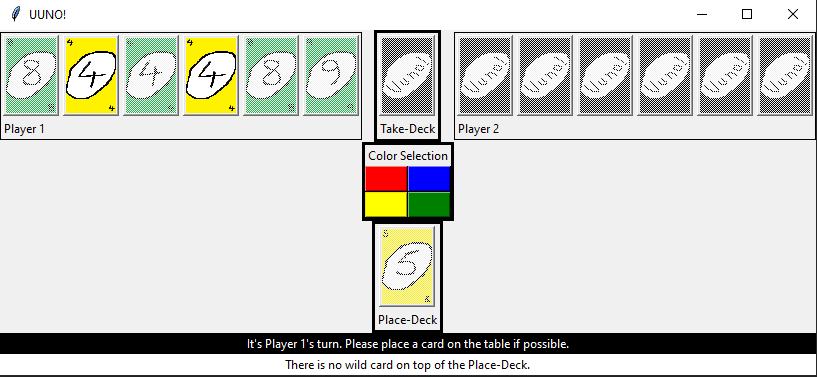 UUNO!
8 4 4 4 8 9
Uuno! Uuno! Uuno! Uuno! Uuno! Uuno! Uuno!
Player 1
Take-Deck
Player 2
Color Selection
5
Place-Deck
It's Player 1's turn. Please place a card on the table if possible.
There is no wild card on top of the Place-Deck.